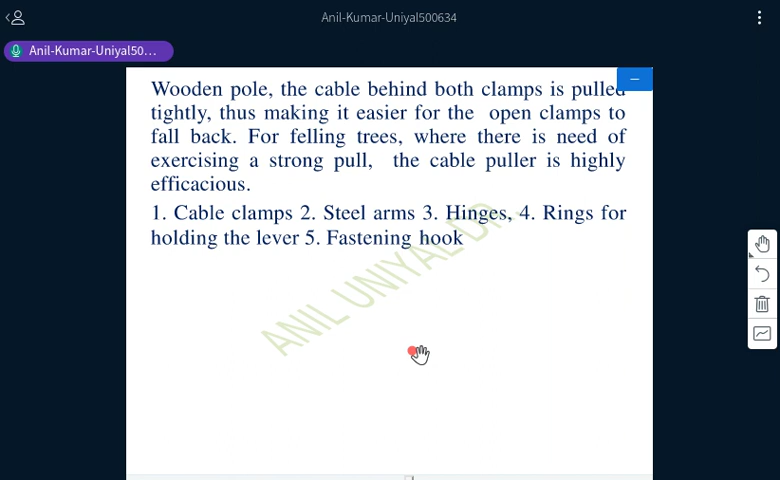 Anil-Kumar-Uniyal500634
Anil-Kumar-Uniyal50...
Wooden pole, the cable behind both clamps is pulled
tightly, thus making it easier for the open clamps to
fall back. For felling trees, where there is need of
exercising a strong pull, the cable puller is highly
efficacious.
1. Cable clamps 2. Steel arms 3. Hinges, 4. Rings for
holding the lever 5. Fastening hook
ANIL UNIYAL DR..